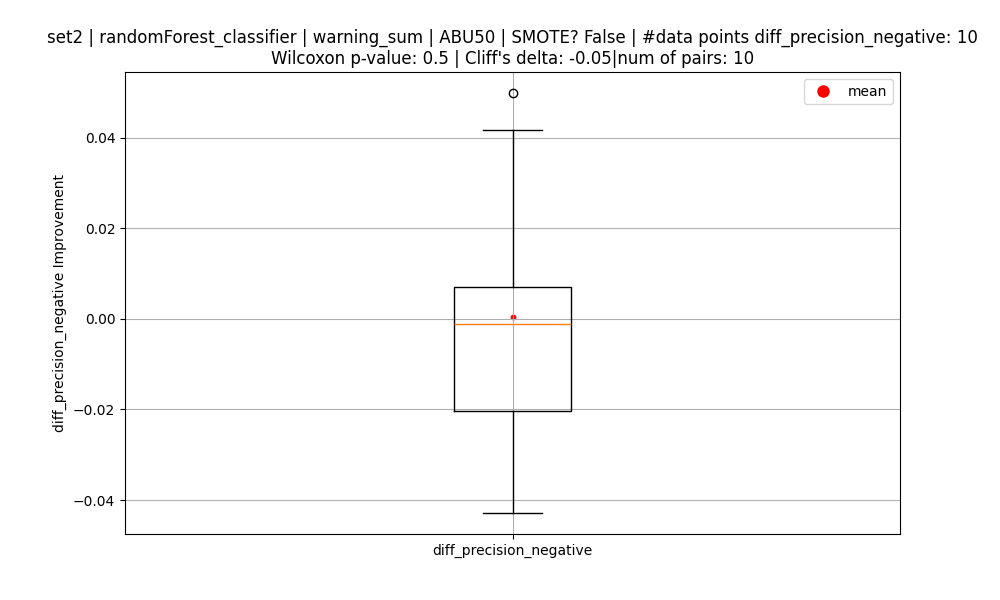 set2 | randomForest_classifier | warning_sum | ABU50 | SMOTE? False | #data points diff_precision_negative: 10
Wilcoxon p-value: 0.5 | Cliff's delta: -0.05|num of pairs: 10
mean
0.04
0.02
0.00
−0.02
−0.04
diff_precision_negative Improvement
diff_precision_negative